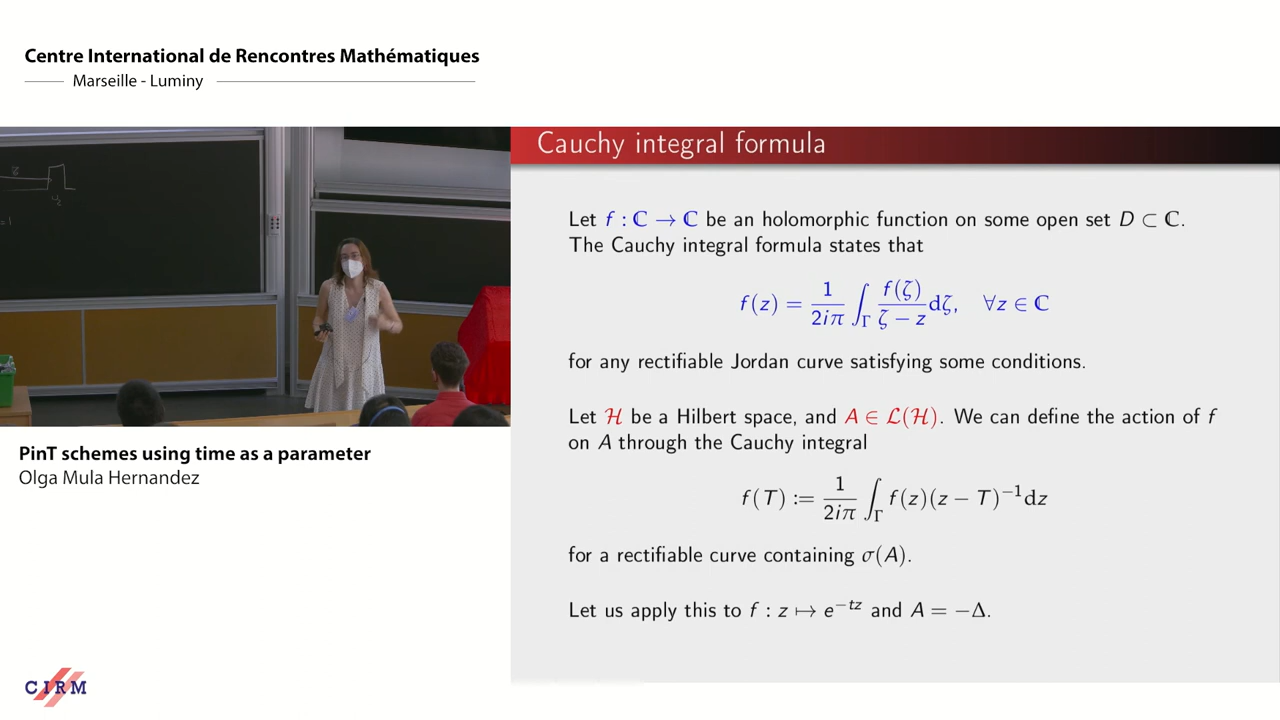 Centre International de Rencontres Mathématiques
Marseille - Luminy
Cauchy integral formula
Let f : ℂ → ℂ be an holomorphic function on some open set D ⊂ ℂ.
The Cauchy integral formula states that
f(z) = 1/(2iπ) ∫_Γ f(ζ)/(ζ − z) dζ, ∀z ∈ ℂ
for any rectifiable Jordan curve satisfying some conditions.
Let ℋ be a Hilbert space, and A ∈ ℒ(ℋ). We can define the action of f
on A through the Cauchy integral
f(T) := 1/(2iπ) ∫_Γ f(z)(z − T)⁻¹dz
for a rectifiable curve containing σ(A).
Let us apply this to f : z ↦ e^{−tz} and A = −Δ.
PinT schemes using time as a parameter
Olga Mula Hernandez
CIRM